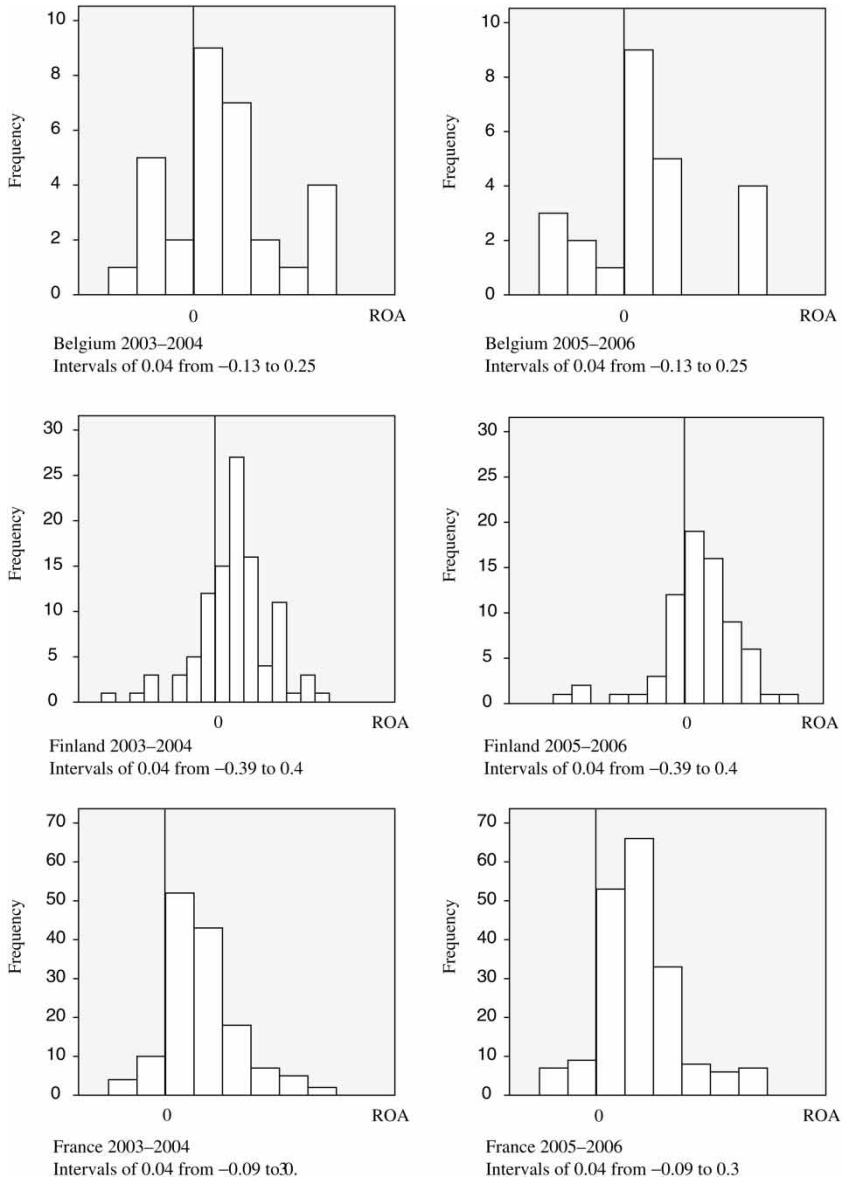 10
8
6
4
2
0
Frequency
0
ROA
Belgium 2003–2004
Intervals of 0.04 from −0.13 to 0.25
10
8
6
4
2
0
Frequency
0
ROA
Belgium 2005–2006
Intervals of 0.04 from −0.13 to 0.25
30
25
20
15
10
5
0
Frequency
0
ROA
Finland 2003–2004
Intervals of 0.04 from −0.39 to 0.4
30
25
20
15
10
5
0
Frequency
0
ROA
Finland 2005–2006
Intervals of 0.04 from −0.39 to 0.4
70
60
50
40
30
20
10
0
Frequency
0
ROA
France 2003–2004
Intervals of 0.04 from −0.09 to
70
60
50
40
30
20
10
0
Frequency
0
ROA
France 2005–2006
Intervals of 0.04 from −0.09 to 0.3